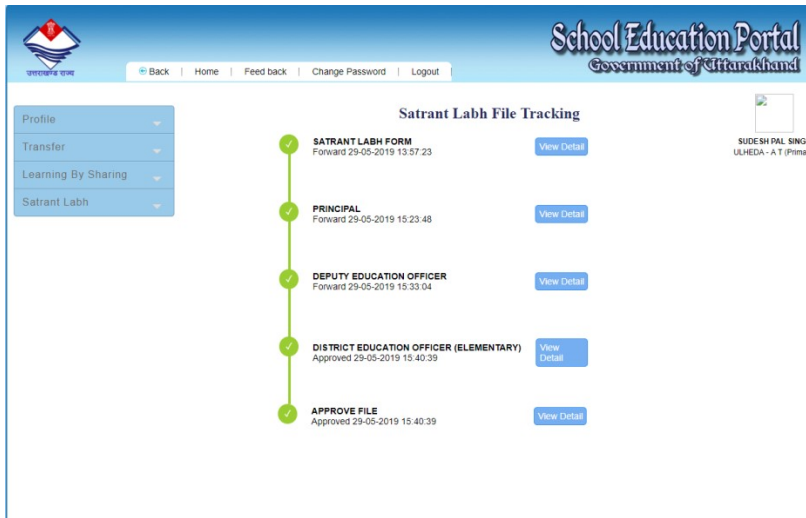 School Education Portal
Government of Uttarakhand
उत्तराखण्ड राज्य
Back | Home | Feed back | Change Password | Logout |
Profile
Transfer
Learning By Sharing
Satrant Labh
Satrant Labh File Tracking
SATRANT LABH FORM
Forward 29-05-2019 13:57:23
View Detail
PRINCIPAL
Forward 29-05-2019 15:23:48
View Detail
DEPUTY EDUCATION OFFICER
Forward 29-05-2019 15:33:04
View Detail
DISTRICT EDUCATION OFFICER (ELEMENTARY)
Approved 29-05-2019 15:40:39
View
Detail
APPROVE FILE
Approved 29-05-2019 15:40:39
View Detail
SUDESH PAL SING
ULHEDA - A T (Prima